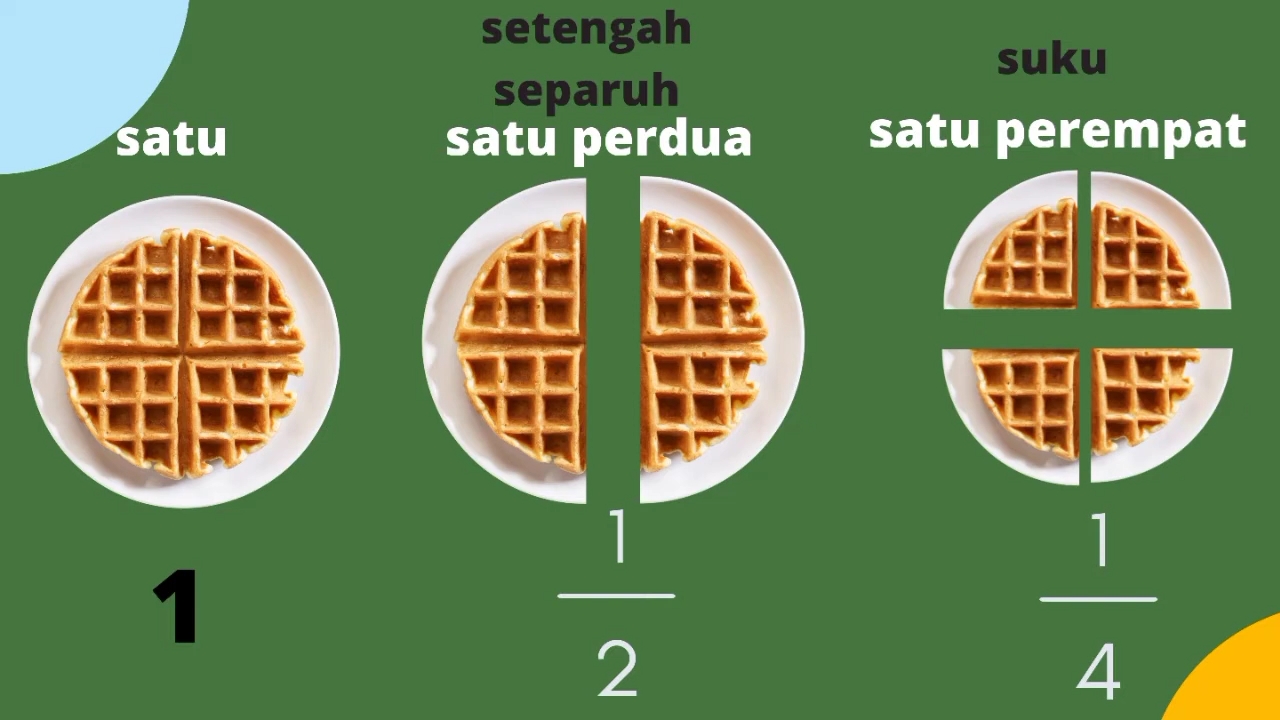 satu
1
setengah
separuh
satu perdua
1
2
suku
satu perempat
1
4